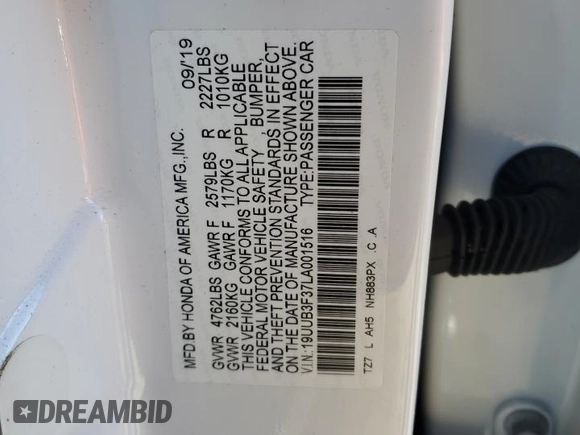 MFD.BY HONDA OF AMERICA MFG.,INC. 09/'19
GVWR 4762LBS GAWR F 2579LBS R 2227LBS
GVWR 2160KG GAWR F 1170KG R 1010KG
THIS VEHICLE CONFORMS TO ALL APPLICABLE
FEDERAL MOTOR VEHICLE SAFETY, BUMPER,
AND THEFT PREVENTION STANDARDS IN EFFECT
ON THE DATE OF MANUFACTURE SHOWN ABOVE.
V.I.N.:19UUB3F37LA001516 TYPE:PASSENGER CAR
TZ7 L AH5 NH883PX C A
DREAMBID